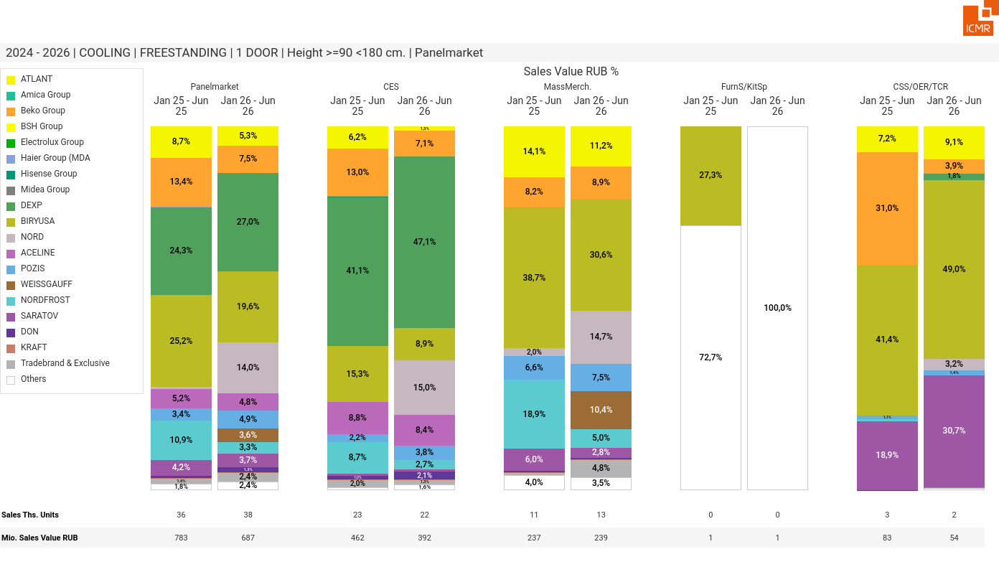 ICMR
2024 - 2026 | COOLING | FREESTANDING | 1 DOOR | Height >=90 <180 cm. | Panelmarket
ATLANT
Amica Group
Beko Group
BSH Group
Electrolux Group
Haier Group (MDA
Hisense Group
Midea Group
DEXP
BIRYUSA
NORD
ACELINE
POZIS
WEISSGAUFF
NORDFROST
SARATOV
DON
KRAFT
Tradebrand & Exclusive
Others
Sales Value RUB %
Panelmarket
Jan 25 - Jun
25
8,7%
13,4%
24,3%
25,2%
5,2%
3,4%
10,9%
4,2%
1,4%
1,8%
Jan 26 - Jun
26
5,3%
7,5%
27,0%
19,6%
14,0%
4,8%
4,9%
3,6%
3,3%
3,7%
1,3%
2,4%
2,4%
CES
Jan 25 - Jun
25
6,2%
13,0%
41,1%
15,3%
8,8%
2,2%
8,7%
1,0%
2,0%
Jan 26 - Jun
26
1,3%
7,1%
47,1%
8,9%
15,0%
8,4%
3,8%
2,7%
2,1%
1,3%
1,6%
MassMerch.
Jan 25 - Jun
25
14,1%
8,2%
38,7%
2,0%
6,6%
18,9%
6,0%
4,0%
Jan 26 - Jun
26
11,2%
8,9%
30,6%
14,7%
7,5%
10,4%
5,0%
2,8%
4,8%
3,5%
FurnS/KitSp
Jan 25 - Jun
25
27,3%
72,7%
Jan 26 - Jun
26
100,0%
CSS/OER/TCR
Jan 25 - Jun
25
7,2%
31,0%
41,4%
1,1%
18,9%
Jan 26 - Jun
26
9,1%
3,9%
1,8%
49,0%
3,2%
1,4%
30,7%
Sales Ths. Units 36 38 23 22 11 13 0 0 3 2
Mio. Sales Value RUB 783 687 462 392 237 239 1 1 83 54